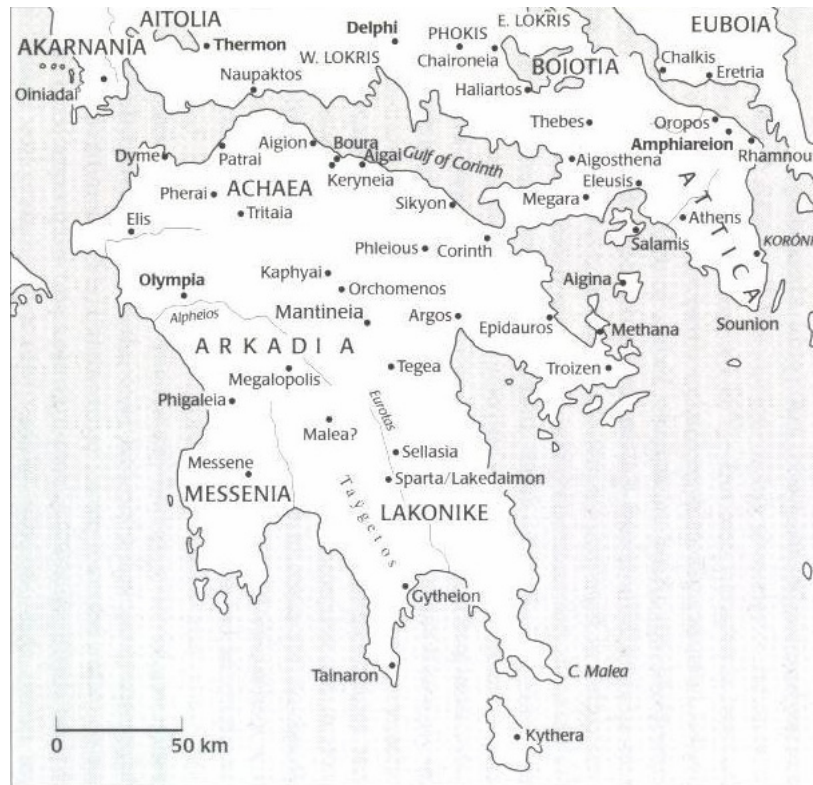 AITOLIA
Delphi
PHOKIS
E. LOKRIS
EUBOIA
AKARNANIA
Thermon
W. LOKRIS
Chaironeia
BOIOTIA
Chalkis
Eretria
Oiniadai
Naupaktos
Haliartos
Thebes
Oropos
Amphiareion
Rhamnous
Dyme
Patrai
Aigion
Boura
Aigai
Gulf of Corinth
Aigosthena
Keryneia
Eleusis
Pherai
ACHAEA
Megara
ATTICA
Tritaia
Sikyon
Athens
Elis
Salamis
KORÓNI
Phleious
Corinth
Kaphyai
Olympia
Orchomenos
Aigina
Alpheios
Mantineia
Argos
Epidauros
Methana
Sounion
ARKADIA
Megalopolis
Tegea
Troizen
Phigaleia
Eurotas
Malea?
Sellasia
Messene
Sparta/Lakedaimon
MESSENIA
Taÿgetos
LAKONIKE
Gytheion
Tainaron
C. Malea
Kythera
0 50 km